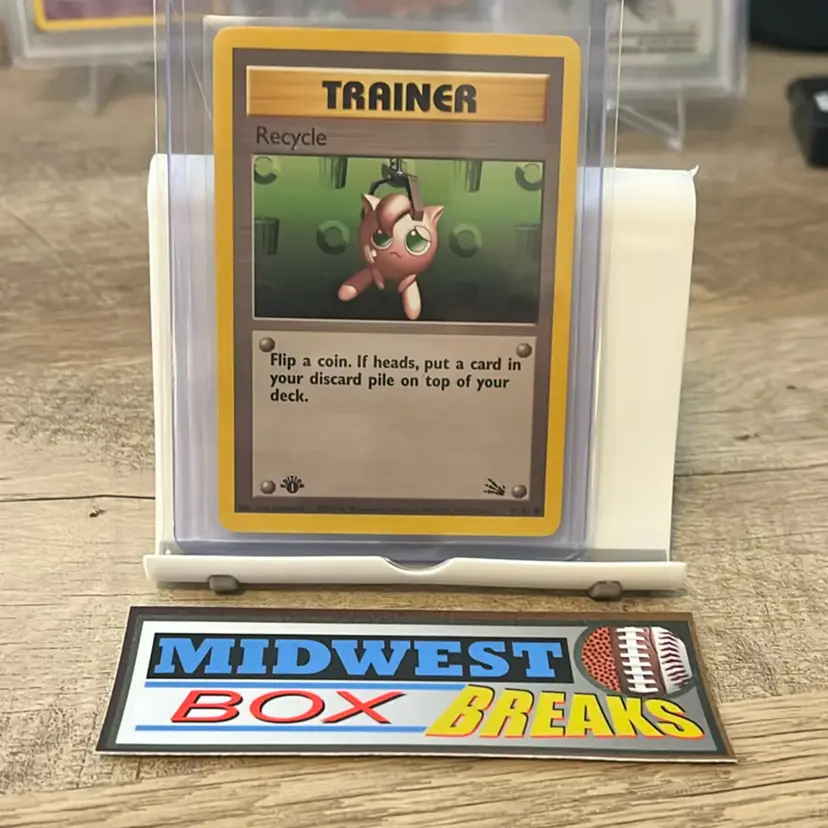 TRAINER
Recycle
Flip a coin. If heads, put a card in
your discard pile on top of your
deck.
1
MIDWEST
BOX BREAKS